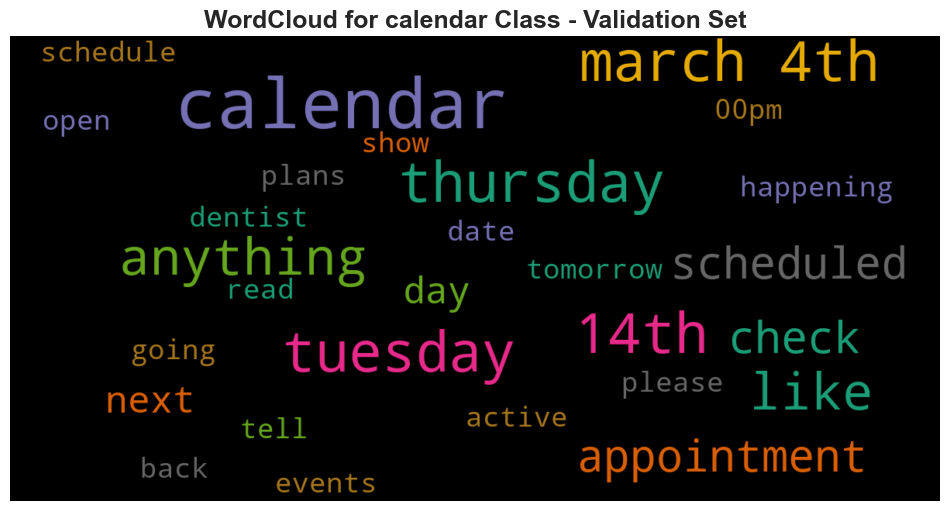 WordCloud for calendar Class - Validation Set
schedule
march 4th
calendar
00pm
open
show
plans
thursday
happening
dentist
date
anything
tomorrow
scheduled
read
day
14th
check
going
tuesday
please
like
next
active
tell
appointment
back
events